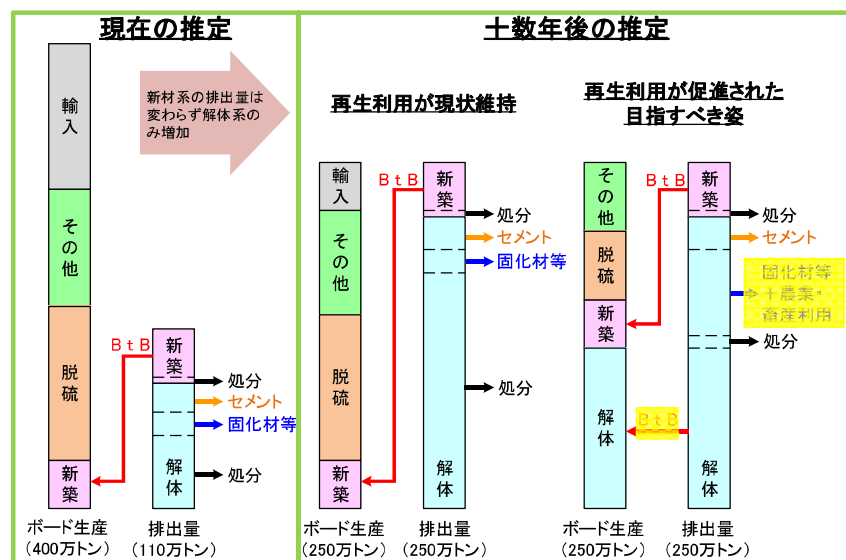 現在の推定
新材系の排出量は
変わらず解体系の
み増加
輸入
その他
脱硫
新築
BtB
新築
解体
処分
セメント
固化材等
処分
ボード生産
(400万トン)
排出量
(110万トン)
十数年後の推定
再生利用が現状維持
輸入
その他
脱硫
新築
BtB
新築
解体
処分
セメント
固化材等
処分
ボード生産
(250万トン)
排出量
(250万トン)
再生利用が促進された
目指すべき姿
その他
脱硫
新築
解体
BtB
BtB
新築
解体
処分
セメント
固化材等
+農業・
畜産利用
処分
ボード生産
(250万トン)
排出量
(250万トン)